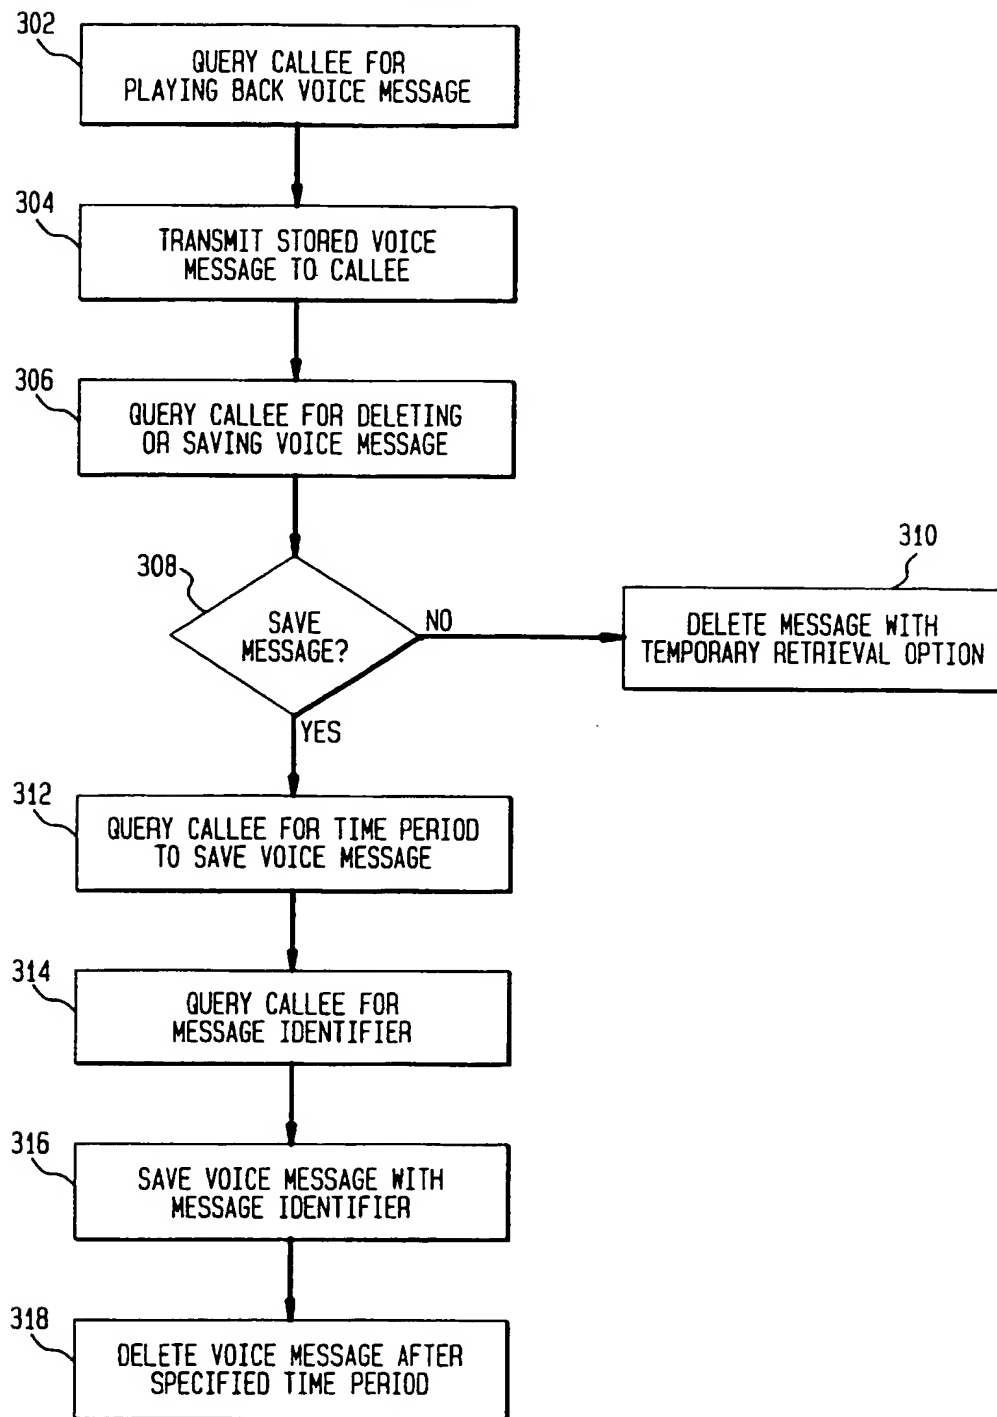 302
QUERY CALLEE FOR
PLAYING BACK VOICE MESSAGE
304
TRANSMIT STORED VOICE
MESSAGE TO CALLEE
306
QUERY CALLEE FOR DELETING
OR SAVING VOICE MESSAGE
308
SAVE
MESSAGE?
NO
YES
310
DELETE MESSAGE WITH
TEMPORARY RETRIEVAL OPTION
312
QUERY CALLEE FOR TIME PERIOD
TO SAVE VOICE MESSAGE
314
QUERY CALLEE FOR
MESSAGE IDENTIFIER
316
SAVE VOICE MESSAGE WITH
MESSAGE IDENTIFIER
318
DELETE VOICE MESSAGE AFTER
SPECIFIED TIME PERIOD